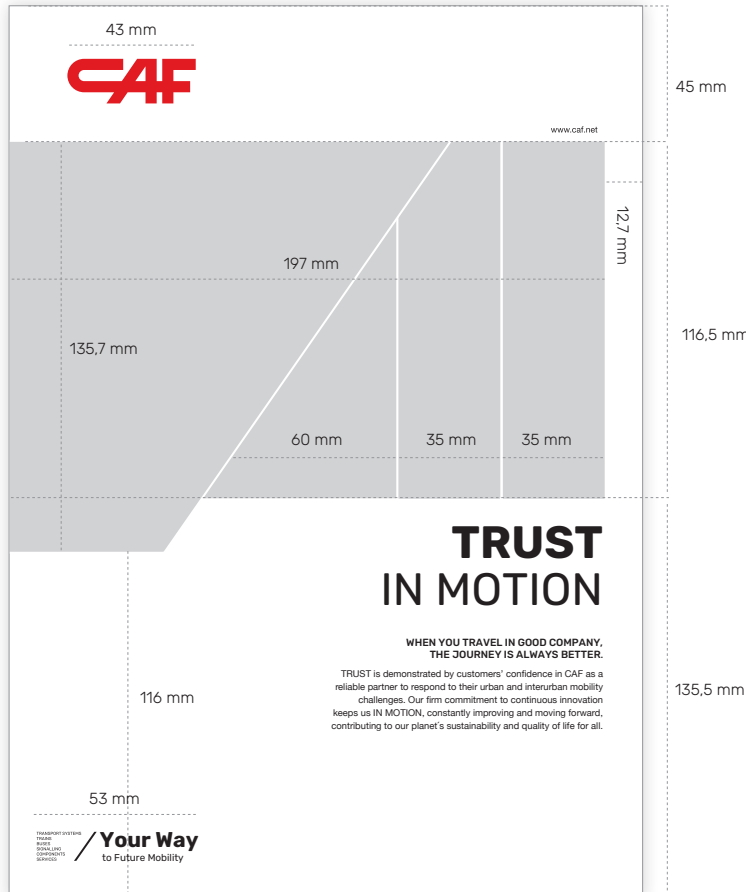 43 mm
CAF
45 mm
www.caf.net
12,7 mm
197 mm
116,5 mm
135,7 mm
60 mm
35 mm
35 mm
TRUST
IN MOTION
WHEN YOU TRAVEL IN GOOD COMPANY,
THE JOURNEY IS ALWAYS BETTER.
TRUST is demonstrated by customers' confidence in CAF as a
reliable partner to respond to their urban and interurban mobility
challenges. Our firm commitment to continuous innovation
keeps us IN MOTION, constantly improving and moving forward,
contributing to our planet´s sustainability and quality of life for all.
116 mm
135,5 mm
53 mm
TRANSPORT SYSTEMS
TRAINS
BUSES
SIGNALLING
COMPONENTS
SERVICES
Your Way
to Future Mobility